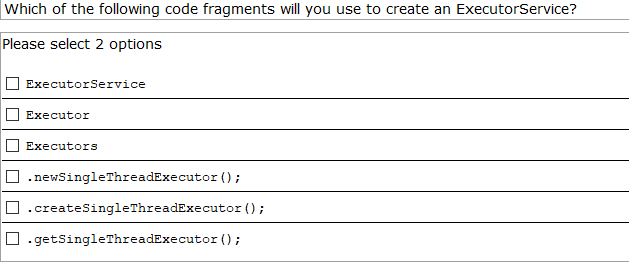 Which of the following code fragments will you use to create an ExecutorService?
Please select 2 options
ExecutorService
Executor
Executors
.newSingleThreadExecutor();
.createSingleThreadExecutor();
.getSingleThreadExecutor();